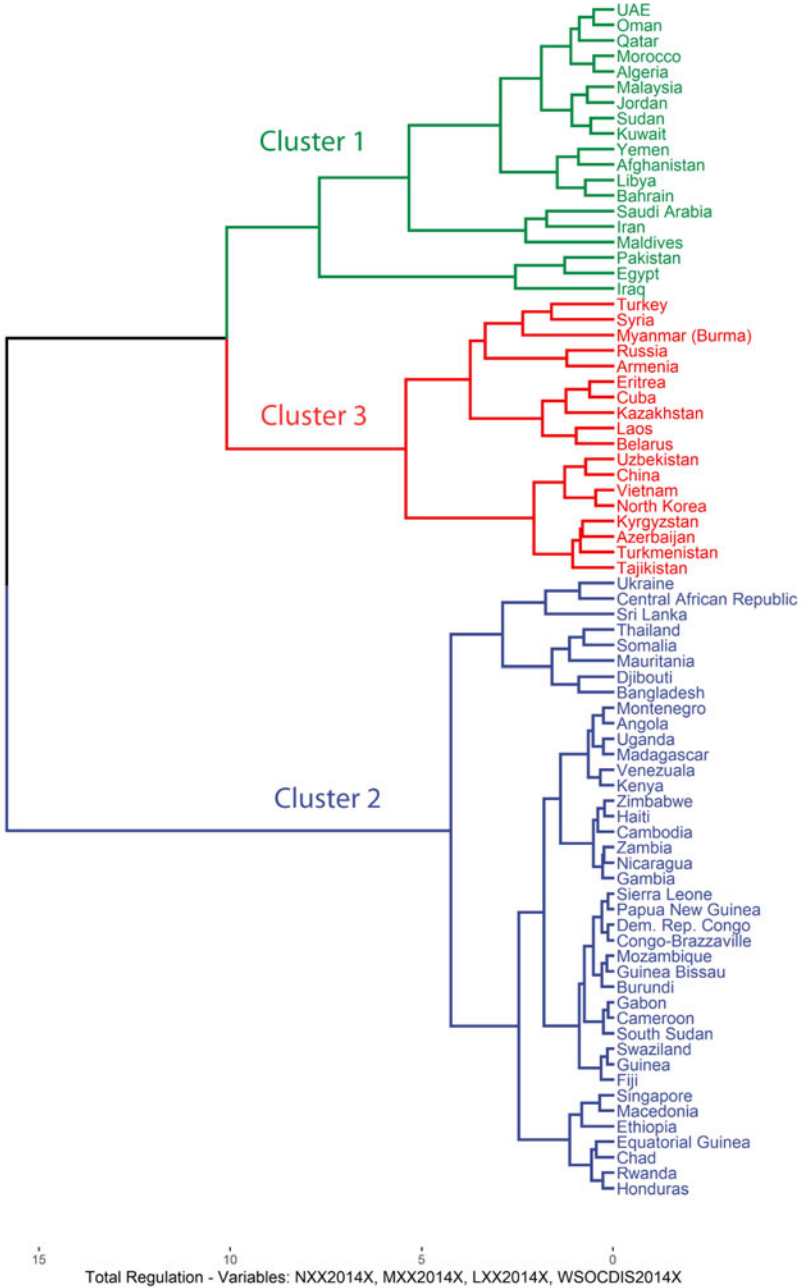 UAE
Oman
Qatar
Morocco
Algeria
Malaysia
Jordan
Sudan
Kuwait
Cluster 1
Yemen
Afghanistan
Libya
Bahrain
Saudi Arabia
Iran
Maldives
Pakistan
Egypt
Iraq
Turkey
Syria
Myanmar (Burma)
Russia
Armenia
Eritrea
Cuba
Kazakhstan
Cluster 3
Laos
Belarus
Uzbekistan
China
Vietnam
North Korea
Kyrgyzstan
Azerbaijan
Turkmenistan
Tajikistan
Ukraine
Central African Republic
Sri Lanka
Thailand
Somalia
Mauritania
Djibouti
Bangladesh
Montenegro
Angola
Uganda
Madagascar
Venezuala
Kenya
Cluster 2
Zimbabwe
Haiti
Cambodia
Zambia
Nicaragua
Gambia
Sierra Leone
Papua New Guinea
Dem. Rep. Congo
Congo-Brazzaville
Mozambique
Guinea Bissau
Burundi
Gabon
Cameroon
South Sudan
Swaziland
Guinea
Fiji
Singapore
Macedonia
Ethiopia
Equatorial Guinea
Chad
Rwanda
Honduras
15 10 5 0
Total Regulation - Variables: NXX2014X, MXX2014X, LXX2014X, WSOCDIS2014X